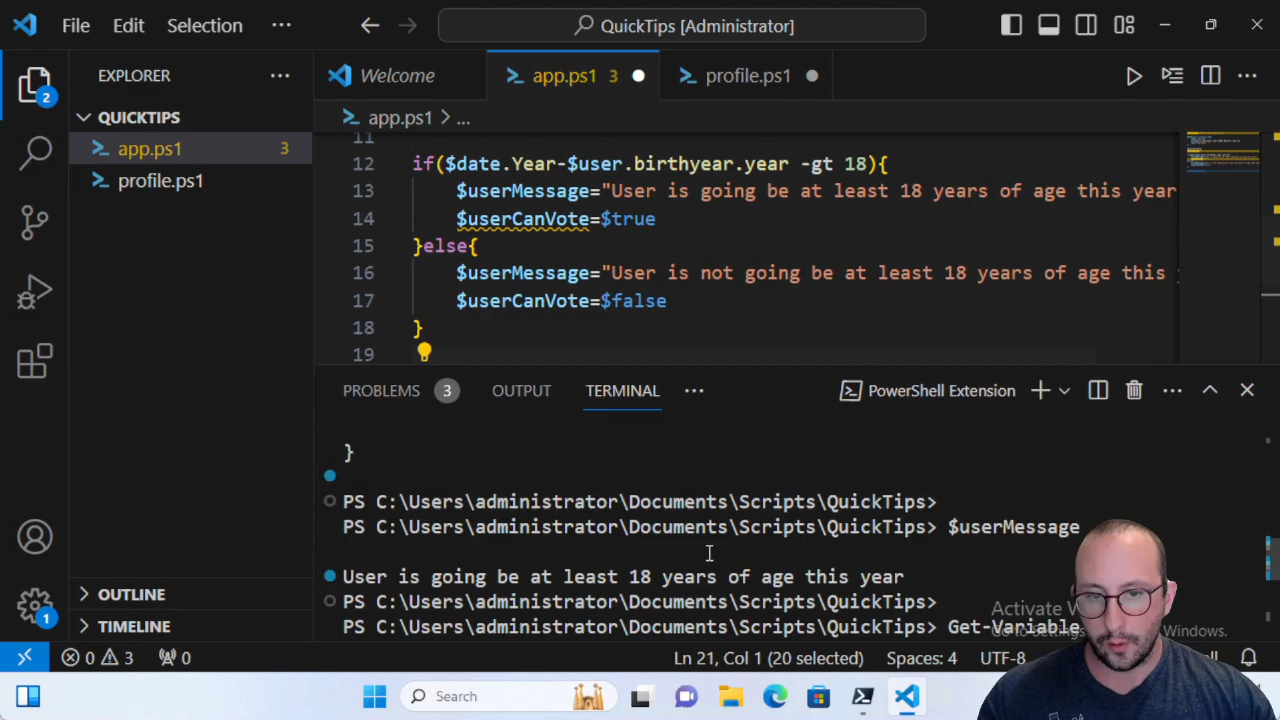 File Edit Selection ··· QuickTips [Administrator]
EXPLORER ···
Welcome app.ps1 3 profile.ps1
QUICKTIPS
app.ps1 3
profile.ps1
app.ps1 > ...
11
12 if($date.Year-$user.birthyear.year -gt 18){
13 $userMessage="User is going be at least 18 years of age this year
14 $userCanVote=$true
15 }else{
16 $userMessage="User is not going be at least 18 years of age this
17 $userCanVote=$false
18 }
19
PROBLEMS 3 OUTPUT TERMINAL ··· PowerShell Extension
}
PS C:\Users\administrator\Documents\Scripts\QuickTips>
PS C:\Users\administrator\Documents\Scripts\QuickTips> $userMessage
User is going be at least 18 years of age this year
PS C:\Users\administrator\Documents\Scripts\QuickTips>
PS C:\Users\administrator\Documents\Scripts\QuickTips> Get-Variable
OUTLINE
TIMELINE
2
1
Activate
Go to Settings Windows.
0 3 0 Ln 21, Col 1 (20 selected) Spaces: 4 UTF-8
Search